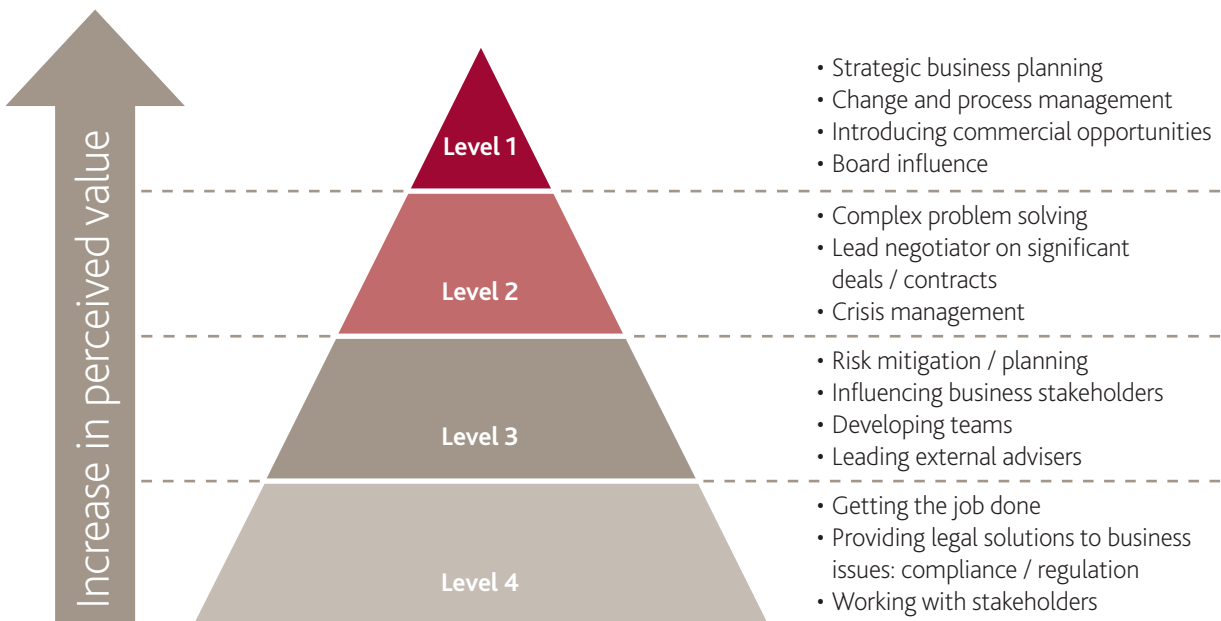 Increase in perceived value
Level 1
• Strategic business planning
• Change and process management
• Introducing commercial opportunities
• Board influence
Level 2
• Complex problem solving
• Lead negotiator on significant
deals / contracts
• Crisis management
Level 3
• Risk mitigation / planning
• Influencing business stakeholders
• Developing teams
• Leading external advisers
Level 4
• Getting the job done
• Providing legal solutions to business
issues: compliance / regulation
• Working with stakeholders